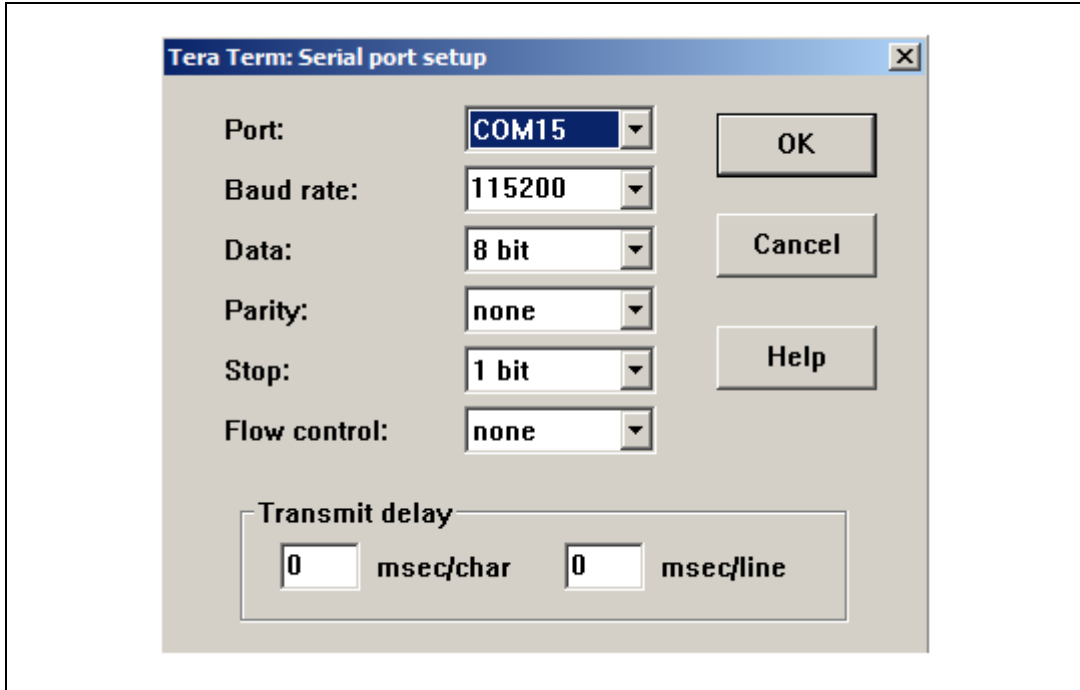 Tera Term: Serial port setup
Port: COM15 OK
Baud rate: 115200
Data: 8 bit Cancel
Parity: none
Stop: 1 bit Help
Flow control: none
Transmit delay
0 msec/char 0 msec/line